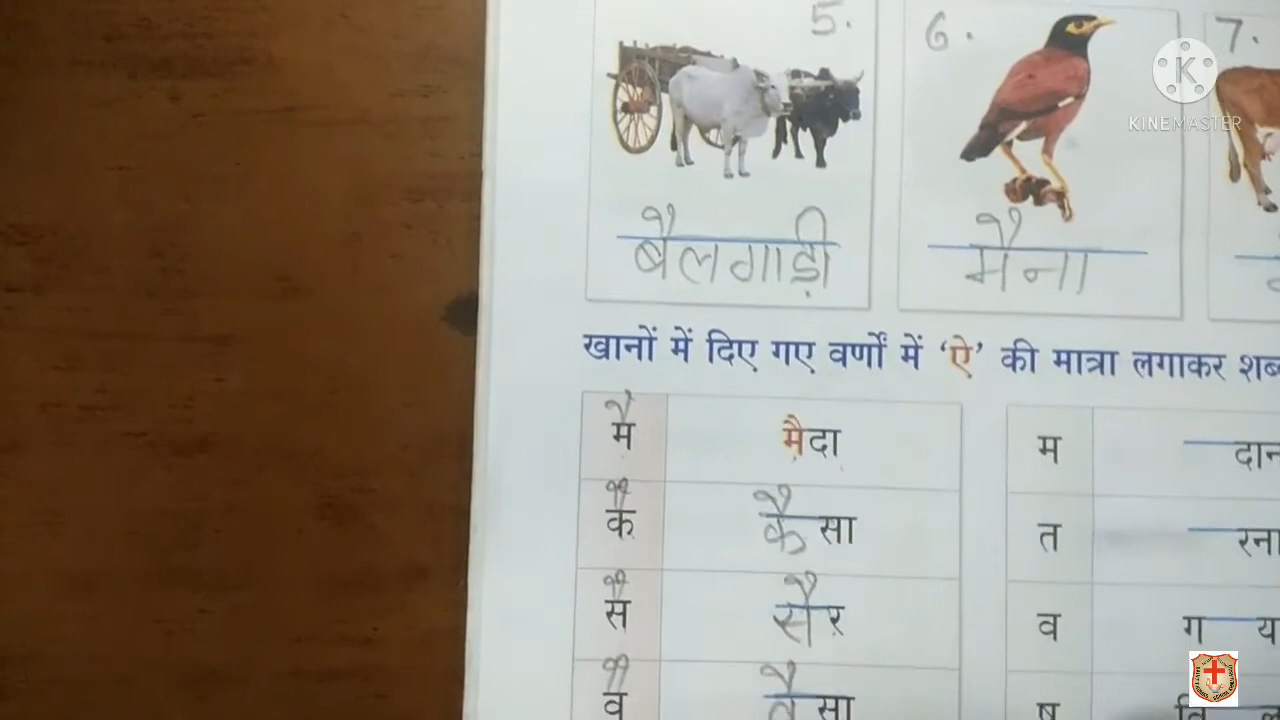 5.
6.
7.
KINEMASTER
बैलगाड़ी
मैना
खानों में दिए गए वर्णों में ‘ऐ’ की मात्रा लगाकर
मै मैदा म दान
कै कैसा त रना
सै सैर व ग य
वै वैसा ष वि